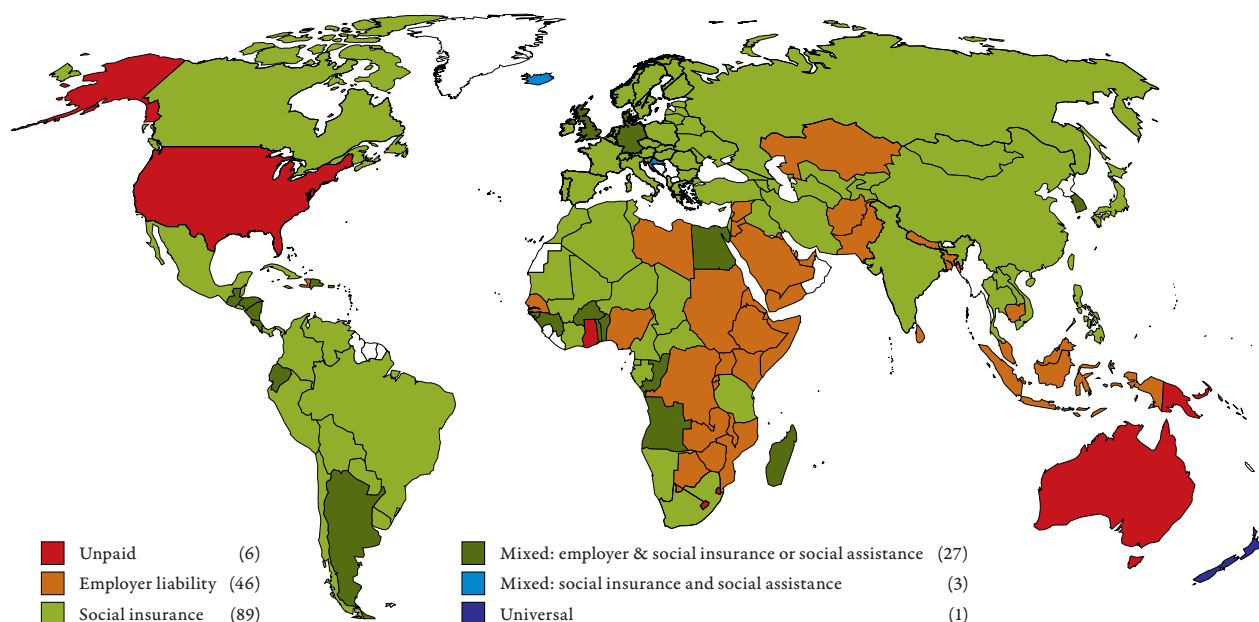 Unpaid (6)
Employer liability (46)
Social insurance (89)
Mixed: employer & social insurance or social assistance (27)
Mixed: social insurance and social assistance (3)
Universal (1)